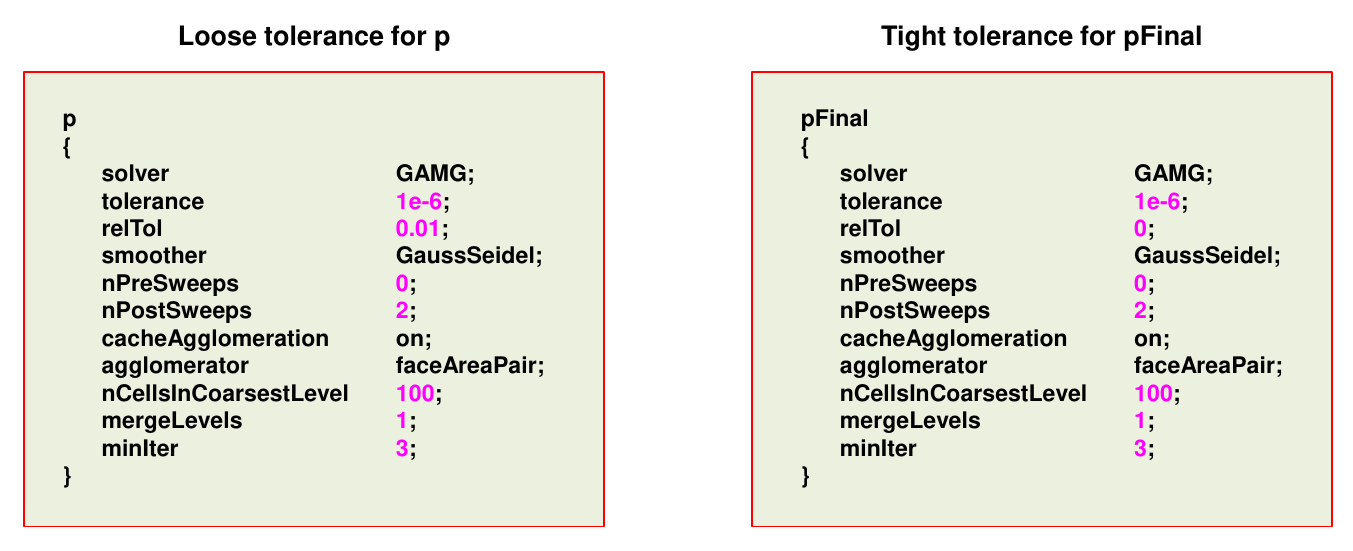 Loose tolerance for p
p
{
solver GAMG;
tolerance 1e-6;
relTol 0.01;
smoother GaussSeidel;
nPreSweeps 0;
nPostSweeps 2;
cacheAgglomeration on;
agglomerator faceAreaPair;
nCellsInCoarsestLevel 100;
mergeLevels 1;
minIter 3;
}
Tight tolerance for pFinal
pFinal
{
solver GAMG;
tolerance 1e-6;
relTol 0;
smoother GaussSeidel;
nPreSweeps 0;
nPostSweeps 2;
cacheAgglomeration on;
agglomerator faceAreaPair;
nCellsInCoarsestLevel 100;
mergeLevels 1;
minIter 3;
}